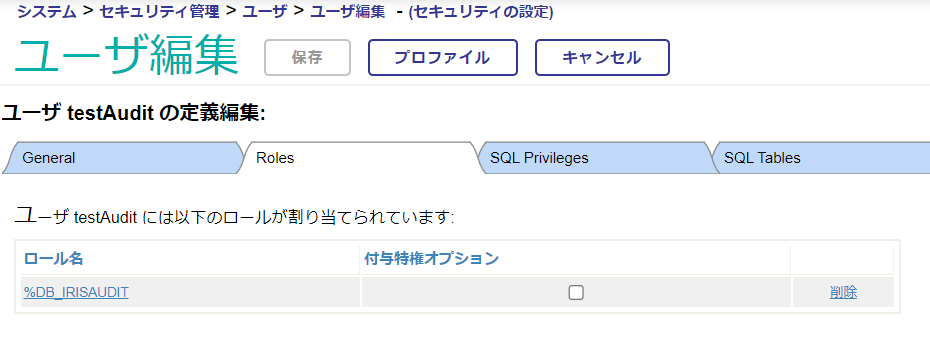 システム > セキュリティ管理 > ユーザ > ユーザ編集 - (セキュリティの設定)
ユーザ編集 保存 プロファイル キャンセル
ユーザ testAudit の定義編集:
General Roles SQL Privileges SQL Tables
ユーザ testAudit には以下のロールが割り当てられています:
ロール名 付与特権オプション
%DB_IRISAUDIT 削除